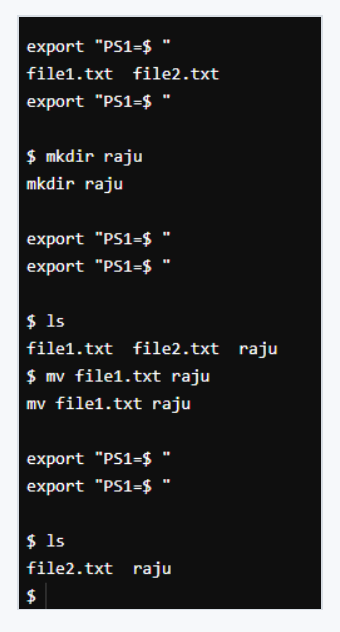 export "PS1=$ "
file1.txt  file2.txt
export "PS1=$ "
$ mkdir raju
mkdir raju
export "PS1=$ "
export "PS1=$ "
$ ls
file1.txt  file2.txt  raju
$ mv file1.txt raju
mv file1.txt raju
export "PS1=$ "
export "PS1=$ "
$ ls
file2.txt  raju
$